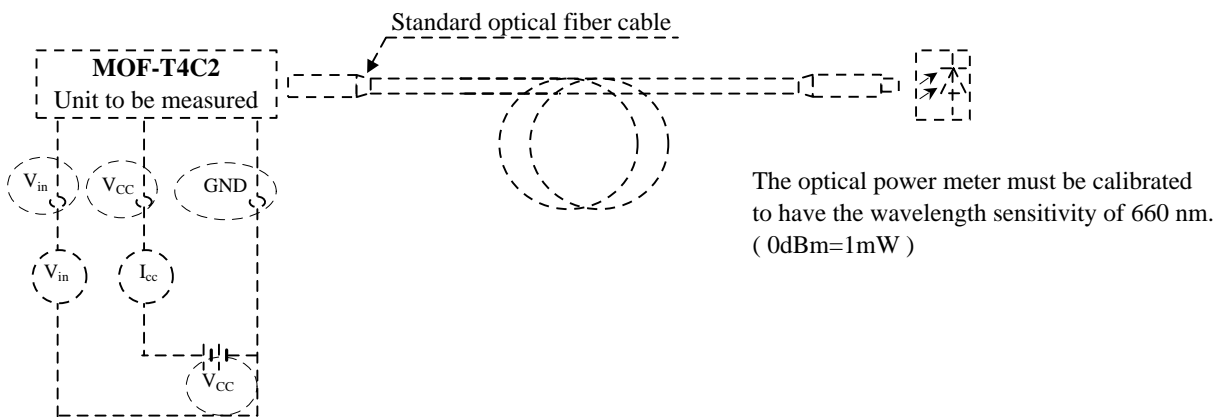 Standard optical fiber cable
MOF-T4C2
Unit to be measured
Vin
VCC
GND
The optical power meter must be calibrated
to have the wavelength sensitivity of 660 nm.
( 0dBm=1mW )
Vin
Icc
VCC